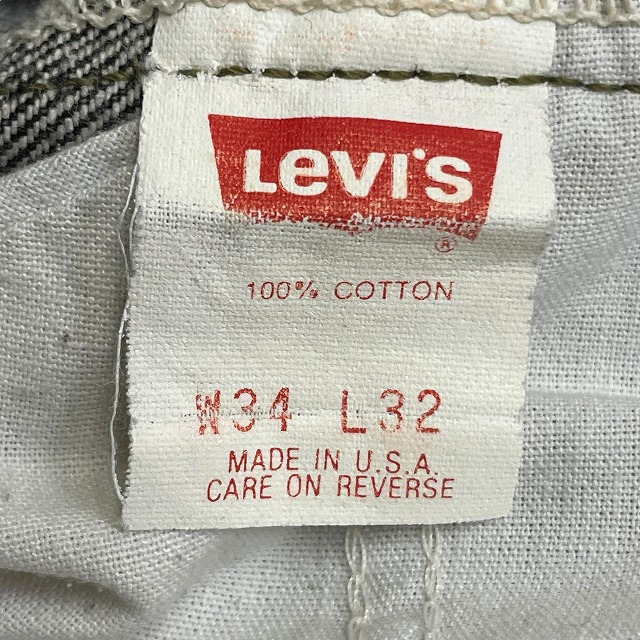 Levi's
®
100% COTTON
W34 L32
MADE IN U.S.A.
CARE ON REVERSE